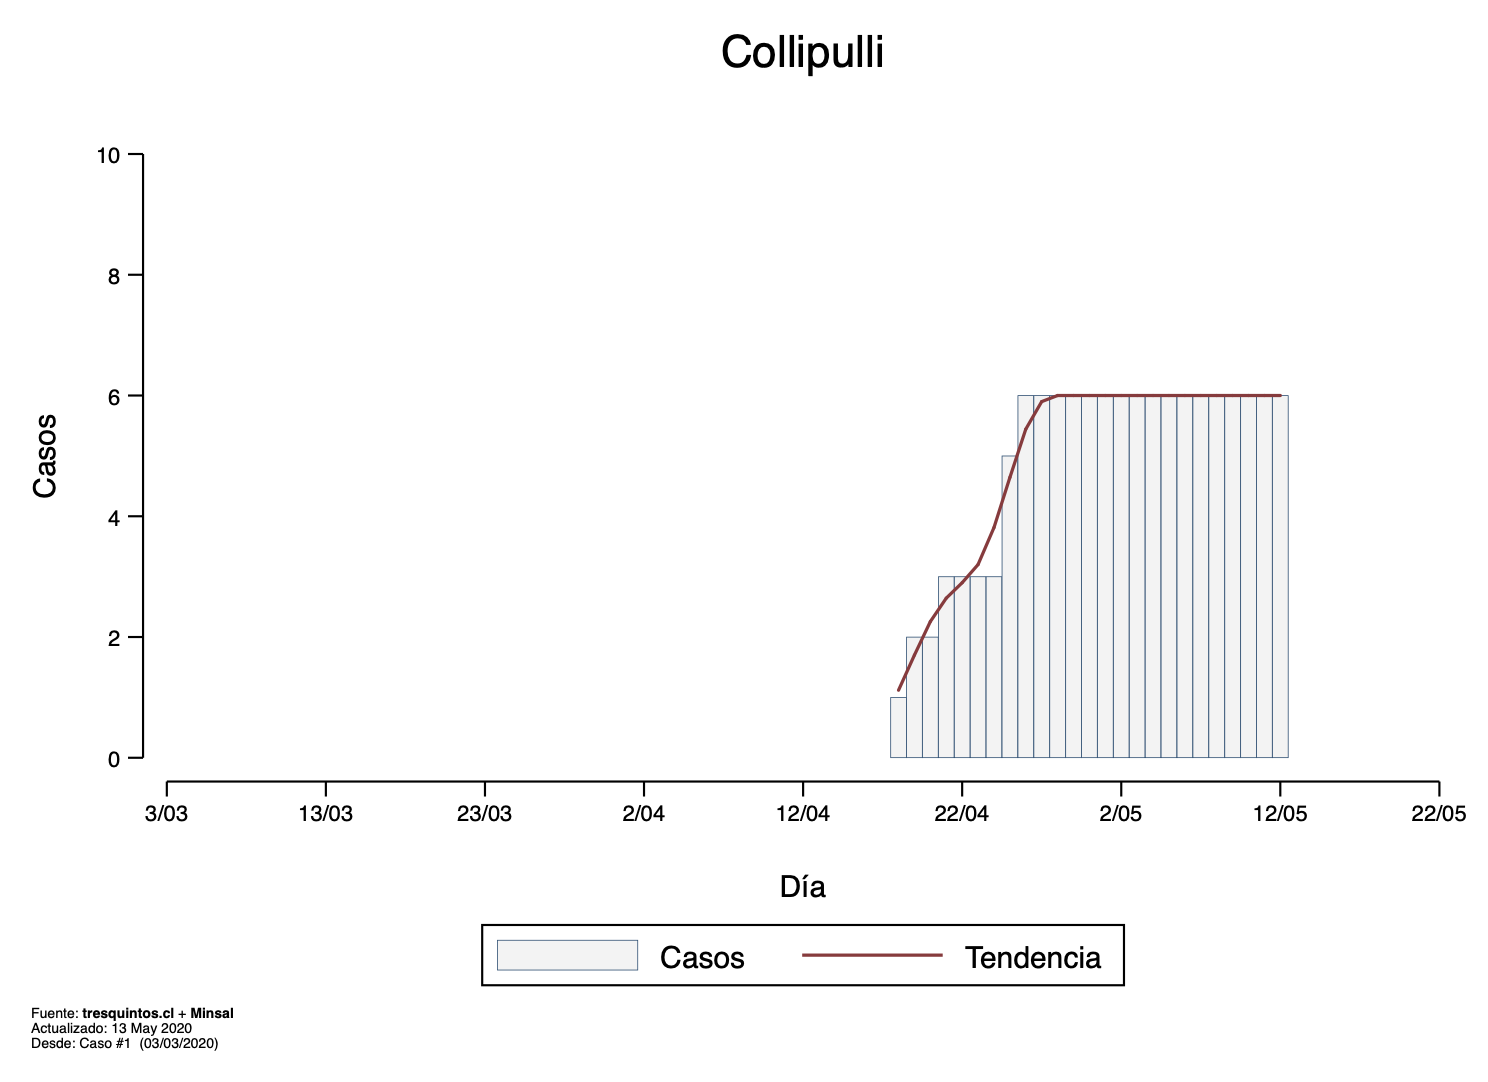 Collipulli
10
8
6
4
2
0
Casos
3/03 13/03 23/03 2/04 12/04 22/04 2/05 12/05 22/05
Día
Casos Tendencia
Fuente: tresquintos.cl + Minsal
Actualizado: 13 May 2020
Desde: Caso #1 (03/03/2020)